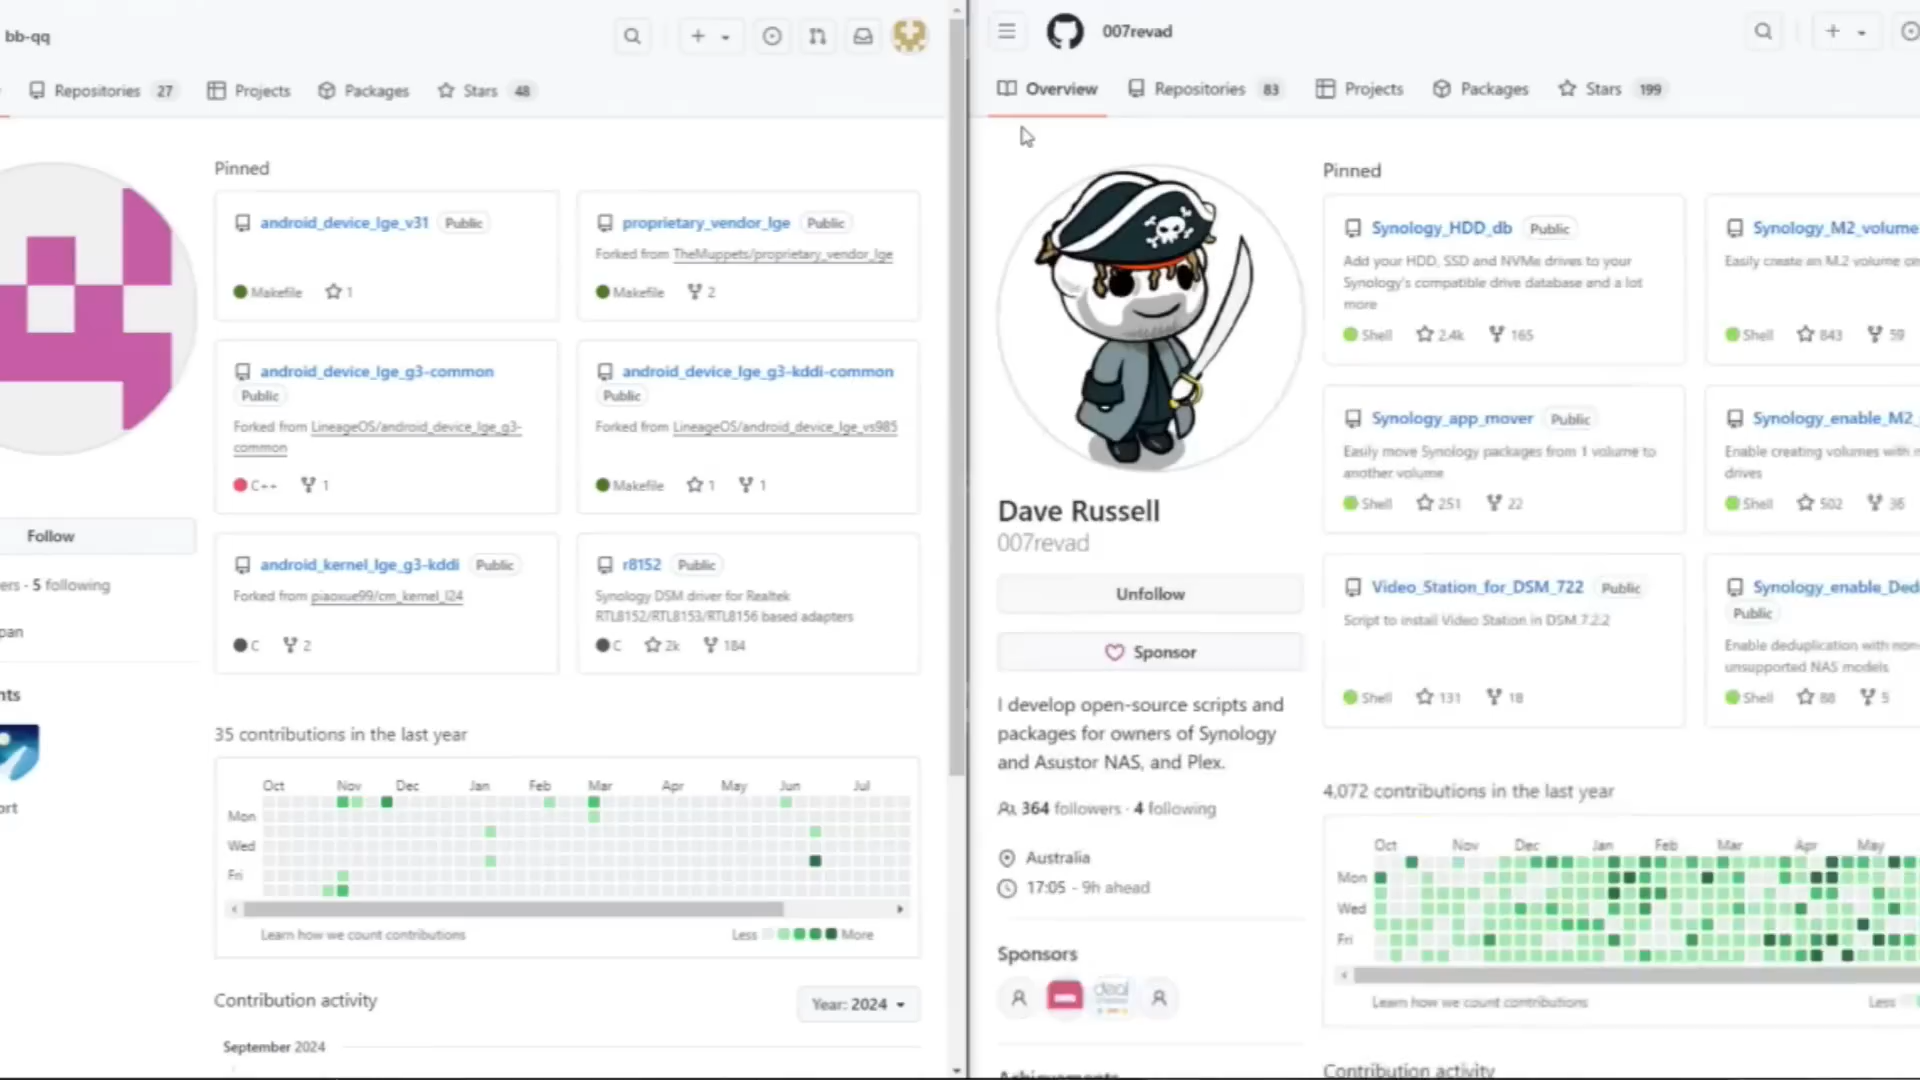 bb-qq
Repositories 27 Projects Packages Stars 48
Pinned
android_device_lge_v31 Public
Makefile 1
proprietary_vendor_lge Public
Forked from TheMuppets/proprietary_vendor_lge
Makefile 2
android_device_lge_g3-common
Public
Forked from LineageOS/android_device_lge_g3-
common
C++ 1
android_device_lge_g3-kddi-common
Public
Forked from LineageOS/android_device_lge_vs985
Makefile 1 1
android_kernel_lge_g3-kddi Public
Forked from piaoxue99/cm_kernel_l24
C 2
r8152 Public
Synology DSM driver for Realtek
RTL8152/RTL8153/RTL8156 based adapters
C 2k 184
Follow
ers · 5 following
pan
nts
ort
35 contributions in the last year
Oct Nov Dec Jan Feb Mar Apr May Jun Jul
Mon
Wed
Fri
Learn how we count contributions Less More
Contribution activity
Year: 2024
September 2024
007revad
Overview Repositories 83 Projects Packages Stars 199
Dave Russell
007revad
Unfollow
Sponsor
I develop open-source scripts and
packages for owners of Synology
and Asustor NAS, and Plex.
364 followers · 4 following
Australia
17:05 - 9h ahead
Sponsors
deal
Achievements
Pinned
Synology_HDD_db Public
Add your HDD, SSD and NVMe drives to your
Synology's compatible drive database and a lot
more
Shell 2.4k 165
Synology_M2_volume
Easily create an M.2 volume on
Shell 843 59
Synology_app_mover Public
Easily move Synology packages from 1 volume to
another volume
Shell 251 22
Synology_enable_M2_
Enable creating volumes with n
drives
Shell 502 36
Video_Station_for_DSM_722 Public
Script to install Video Station in DSM 7.2.2
Shell 131 18
Synology_enable_Ded
Public
Enable deduplication with non-
unsupported NAS models
Shell 88 5
4,072 contributions in the last year
Oct Nov Dec Jan Feb Mar Apr May
Mon
Wed
Fri
Learn how we count contributions Less
Contribution activity